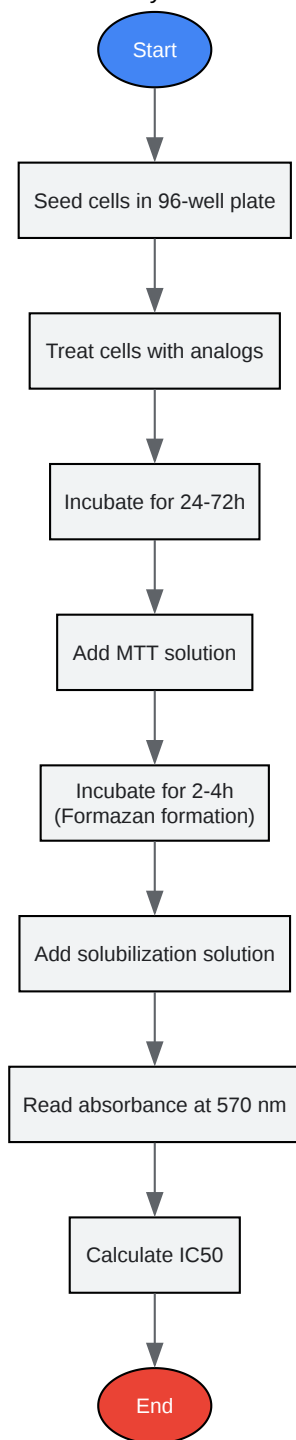 Start
Seed cells in 96-well plate
Treat cells with analogs
Incubate for 24-72h
Add MTT solution
Incubate for 2-4h
(Formazan formation)
Add solubilization solution
Read absorbance at 570 nm
Calculate IC50
End